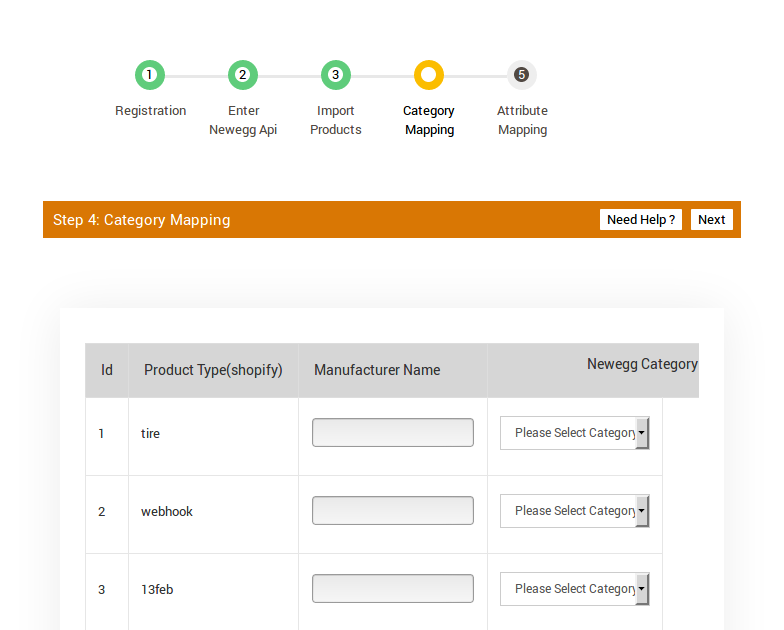 1 2 3 5
Registration Enter Import Category Attribute
Newegg Api Products Mapping Mapping
Step 4: Category Mapping Need Help ? Next
Id Product Type(shopify) Manufacturer Name Newegg Category
1 tire Please Select Category
2 webhook Please Select Category
3 13feb Please Select Category